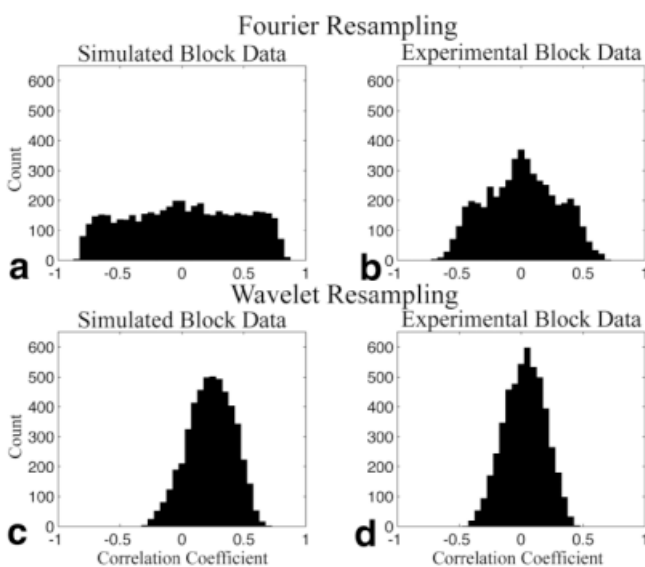 Fourier Resampling
Simulated Block Data
Experimental Block Data
Count
600
500
400
300
200
100
0
-1 -0.5 0 0.5 1
a
600
500
400
300
200
100
0
-1 -0.5 0 0.5 1
b
Wavelet Resampling
Simulated Block Data
Experimental Block Data
Count
600
500
400
300
200
100
0
-1 -0.5 0 0.5 1
c
Correlation Coefficient
600
500
400
300
200
100
0
-1 -0.5 0 0.5 1
d
Correlation Coefficient